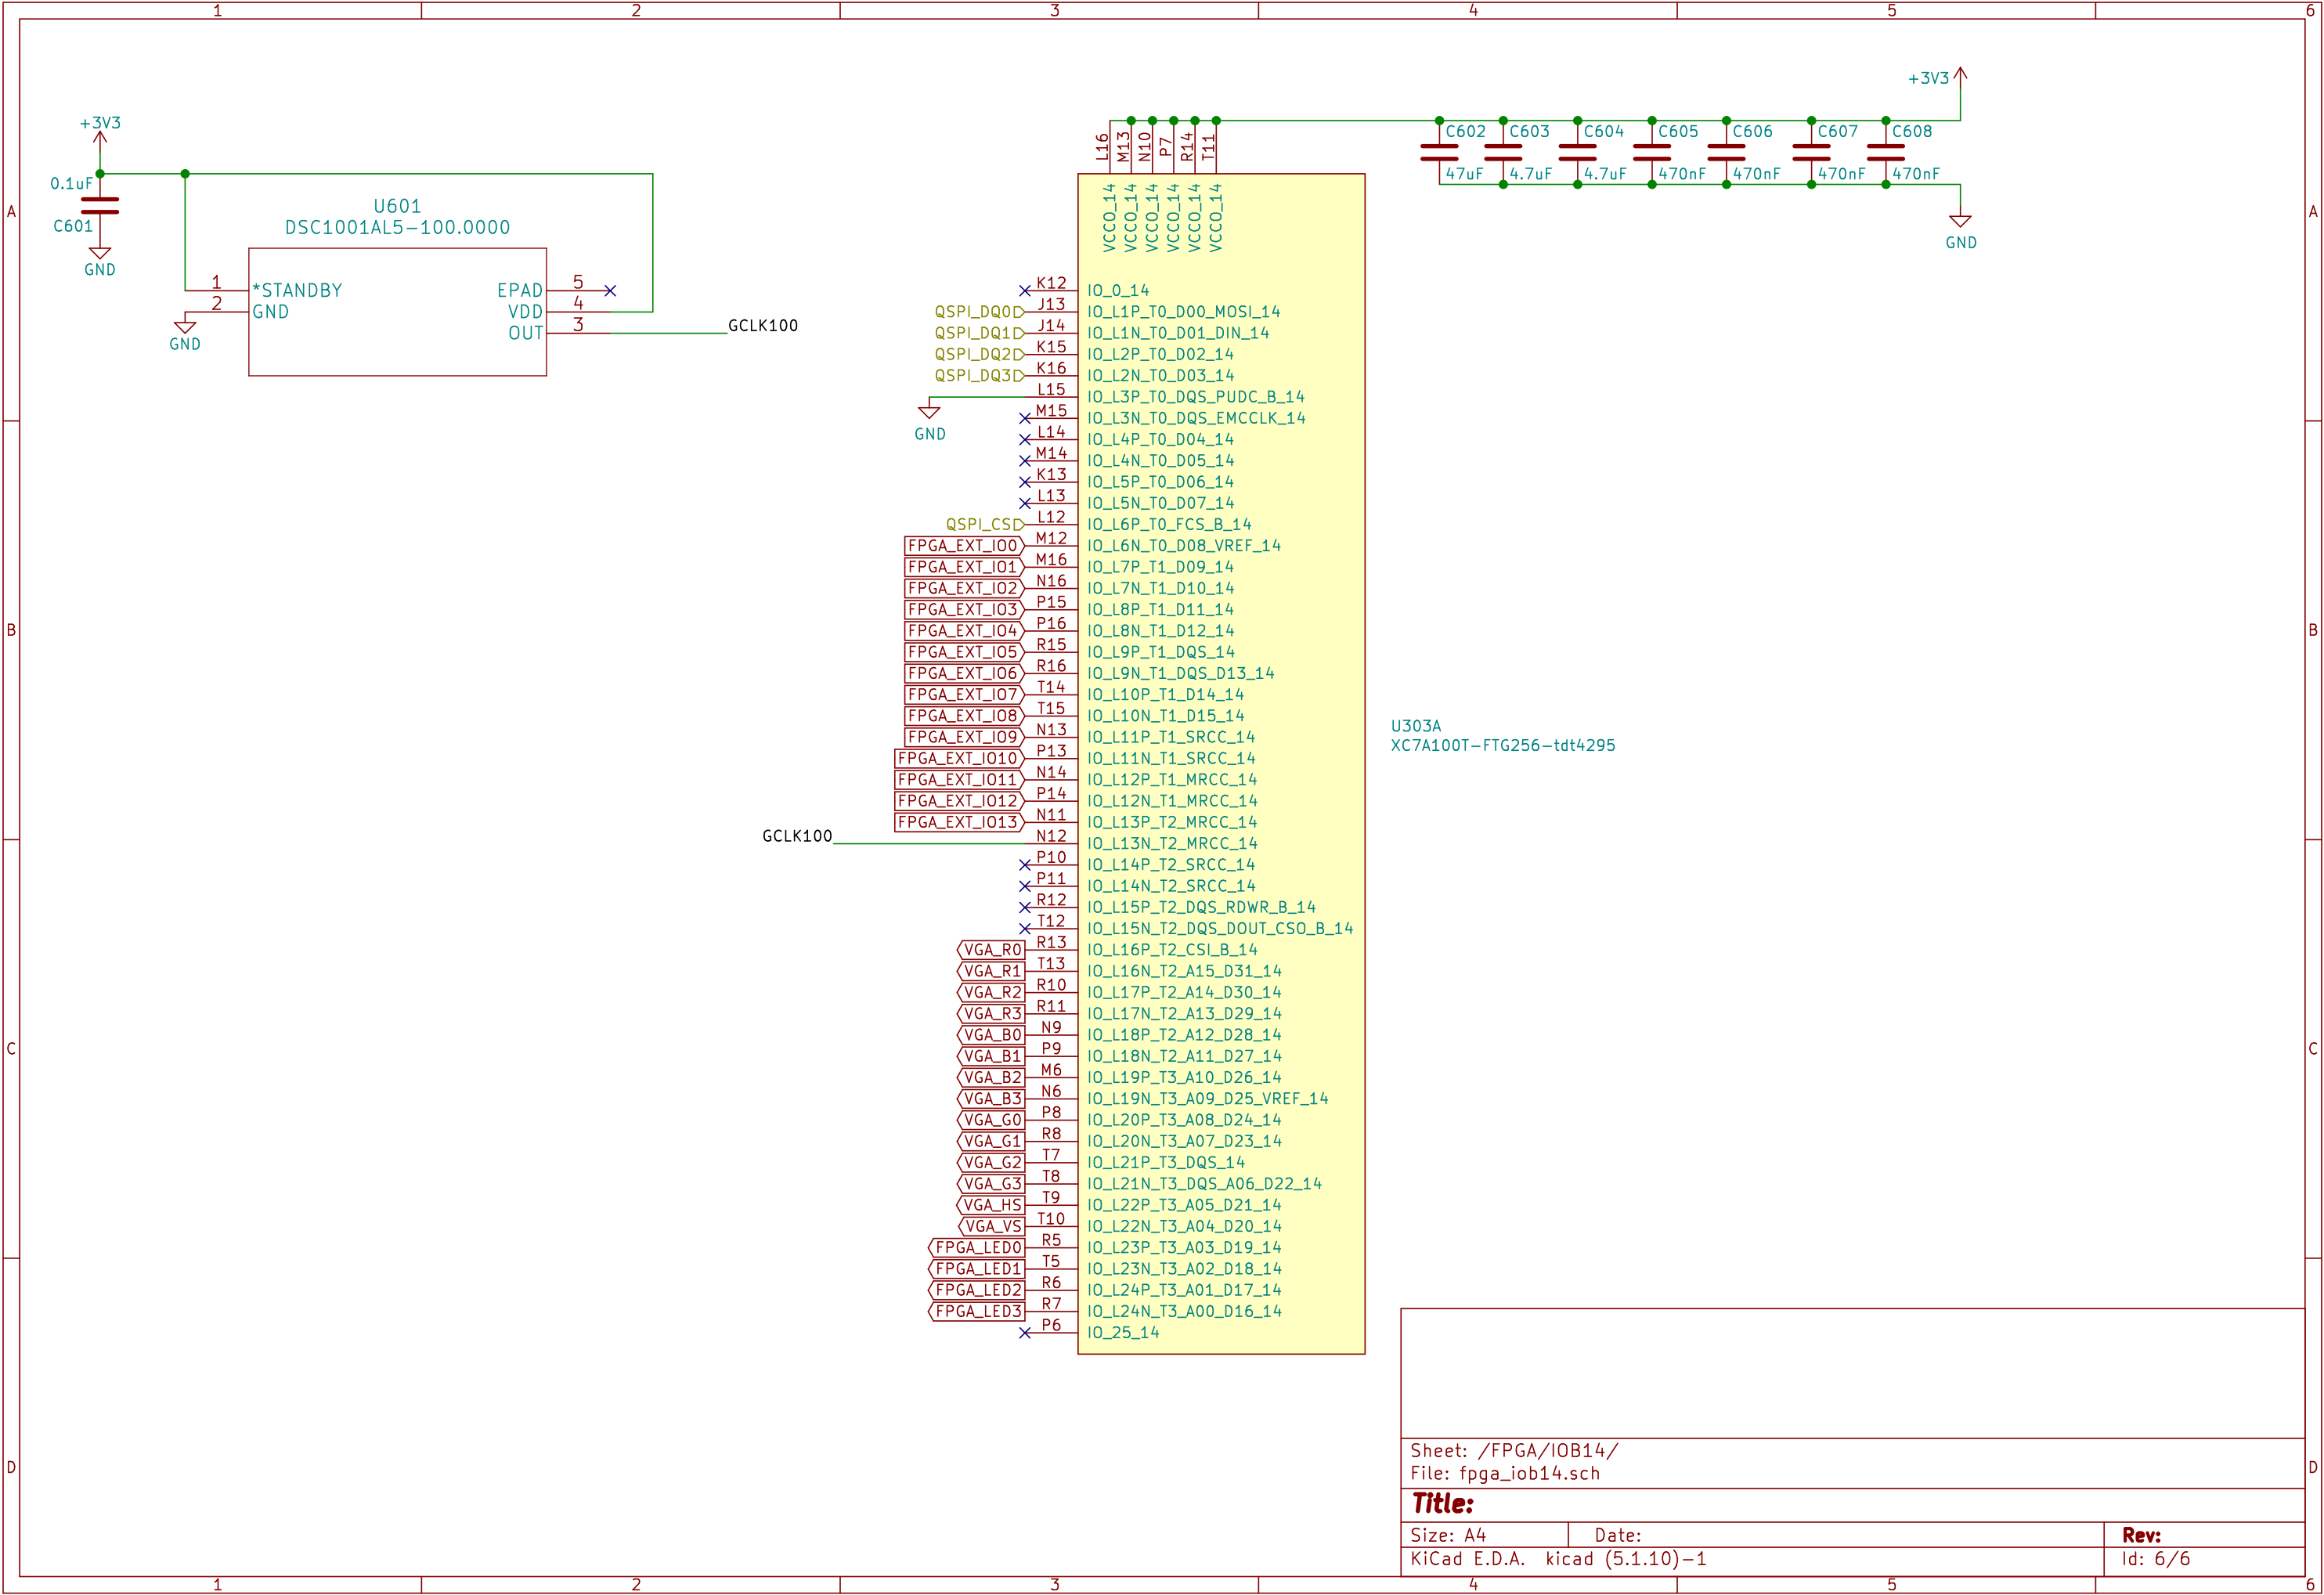 1 2 3 4 5 6
+3V3
0.1uF
C601
GND
U601
DSC1001AL5-100.0000
1 *STANDBY EPAD 5
2 GND VDD 4
OUT 3
GND
GCLK100
+3V3
L16 M13 N10 P7 R14 T11
VCCO_14 VCCO_14 VCCO_14 VCCO_14 VCCO_14 VCCO_14
C602 C603 C604 C605 C606 C607 C608
47uF 4.7uF 4.7uF 470nF 470nF 470nF 470nF
GND
A A
K12 IO_0_14
QSPI_DQ0 J13 IO_L1P_T0_D00_MOSI_14
QSPI_DQ1 J14 IO_L1N_T0_D01_DIN_14
QSPI_DQ2 K15 IO_L2P_T0_D02_14
QSPI_DQ3 K16 IO_L2N_T0_D03_14
L15 IO_L3P_T0_DQS_PUDC_B_14
GND
M15 IO_L3N_T0_DQS_EMCCLK_14
L14 IO_L4P_T0_D04_14
M14 IO_L4N_T0_D05_14
K13 IO_L5P_T0_D06_14
L13 IO_L5N_T0_D07_14
QSPI_CS L12 IO_L6P_T0_FCS_B_14
FPGA_EXT_IO0 M12 IO_L6N_T0_D08_VREF_14
FPGA_EXT_IO1 M16 IO_L7P_T1_D09_14
FPGA_EXT_IO2 N16 IO_L7N_T1_D10_14
FPGA_EXT_IO3 P15 IO_L8P_T1_D11_14
B B
FPGA_EXT_IO4 P16 IO_L8N_T1_D12_14
FPGA_EXT_IO5 R15 IO_L9P_T1_DQS_14
FPGA_EXT_IO6 R16 IO_L9N_T1_DQS_D13_14
FPGA_EXT_IO7 T14 IO_L10P_T1_D14_14
FPGA_EXT_IO8 T15 IO_L10N_T1_D15_14
FPGA_EXT_IO9 N13 IO_L11P_T1_SRCC_14
FPGA_EXT_IO10 P13 IO_L11N_T1_SRCC_14
FPGA_EXT_IO11 N14 IO_L12P_T1_MRCC_14
FPGA_EXT_IO12 P14 IO_L12N_T1_MRCC_14
FPGA_EXT_IO13 N11 IO_L13P_T2_MRCC_14
GCLK100 N12 IO_L13N_T2_MRCC_14
U303A
XC7A100T-FTG256-tdt4295
P10 IO_L14P_T2_SRCC_14
P11 IO_L14N_T2_SRCC_14
R12 IO_L15P_T2_DQS_RDWR_B_14
T12 IO_L15N_T2_DQS_DOUT_CSO_B_14
VGA_R0 R13 IO_L16P_T2_CSI_B_14
VGA_R1 T13 IO_L16N_T2_A15_D31_14
VGA_R2 R10 IO_L17P_T2_A14_D30_14
VGA_R3 R11 IO_L17N_T2_A13_D29_14
VGA_B0 N9 IO_L18P_T2_A12_D28_14
C C
VGA_B1 P9 IO_L18N_T2_A11_D27_14
VGA_B2 M6 IO_L19P_T3_A10_D26_14
VGA_B3 N6 IO_L19N_T3_A09_D25_VREF_14
VGA_G0 P8 IO_L20P_T3_A08_D24_14
VGA_G1 R8 IO_L20N_T3_A07_D23_14
VGA_G2 T7 IO_L21P_T3_DQS_14
VGA_G3 T8 IO_L21N_T3_DQS_A06_D22_14
VGA_HS T9 IO_L22P_T3_A05_D21_14
VGA_VS T10 IO_L22N_T3_A04_D20_14
FPGA_LED0 R5 IO_L23P_T3_A03_D19_14
FPGA_LED1 T5 IO_L23N_T3_A02_D18_14
FPGA_LED2 R6 IO_L24P_T3_A01_D17_14
FPGA_LED3 R7 IO_L24N_T3_A00_D16_14
P6 IO_25_14
D D
Sheet: /FPGA/IOB14/
File: fpga_iob14.sch
Title:
Size: A4 Date: Rev:
KiCad E.D.A. kicad (5.1.10)-1 Id: 6/6
1 2 3 4 5 6